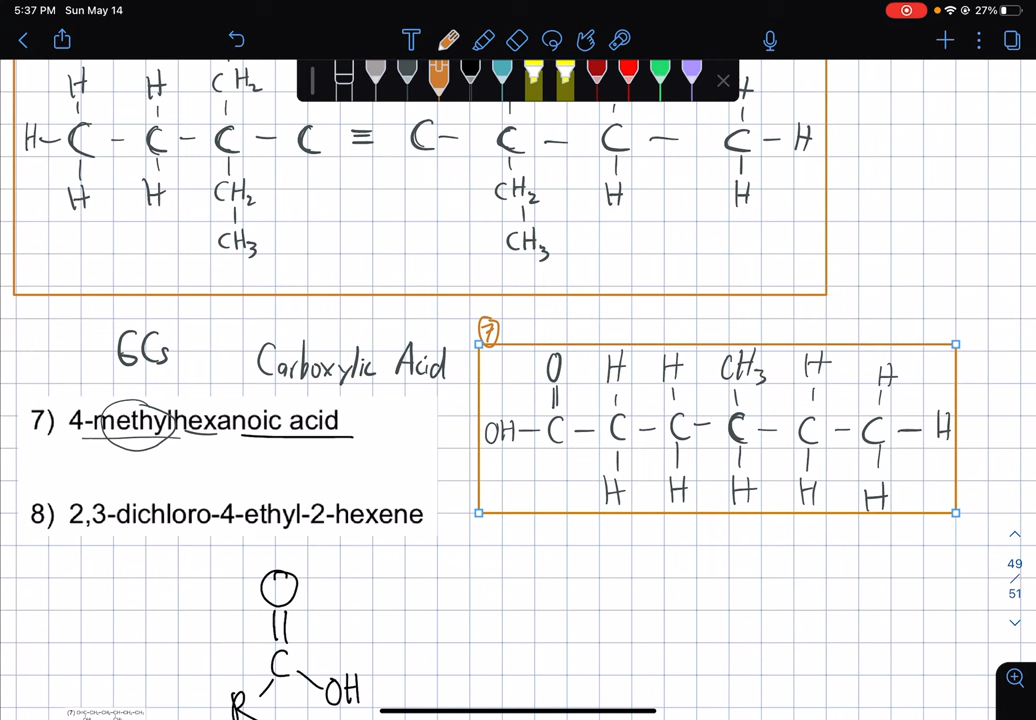 5:37 PM Sun May 14
27%
H H CH₂ H
H - C - C - C - C ≡ C - C - C - C - H
H H CH₂ CH₂ H H
CH₃ CH₃
⑦
6Cs Carboxylic Acid
O H H CH₃ H H
7) 4-methylhexanoic acid
OH - C - C - C - C - C - C - H
H H H H H
8) 2,3-dichloro-4-ethyl-2-hexene
49
/
51
O
C
R OH